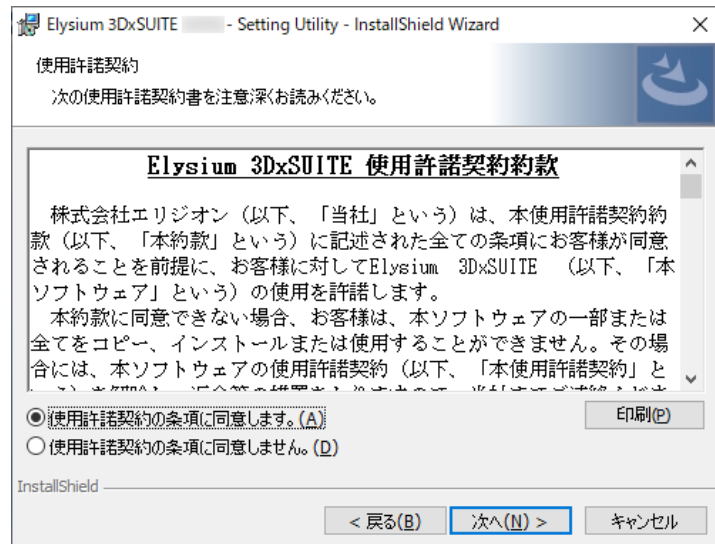 Elysium 3DxSUITE - Setting Utility - InstallShield Wizard
使用許諾契約
次の使用許諾契約書を注意深くお読みください。
Elysium 3DxSUITE 使用許諾契約約款
株式会社エリジオン（以下、「当社」という）は、本使用許諾契約約
款（以下、「本約款」という）に記述された全ての条項にお客様が同意
されることを前提に、お客様に対してElysium 3DxSUITE （以下、「本
ソフトウェア」という）の使用を許諾します。
本約款に同意できない場合、お客様は、本ソフトウェアの一部または
全てをコピー、インストールまたは使用することができません。その場
合には、本ソフトウェアの使用許諾契約（以下、「本使用許諾契約」と
使用許諾契約の条項に同意します。(A)
印刷(P)
使用許諾契約の条項に同意しません。(D)
InstallShield
< 戻る(B)
次へ(N) >
キャンセル